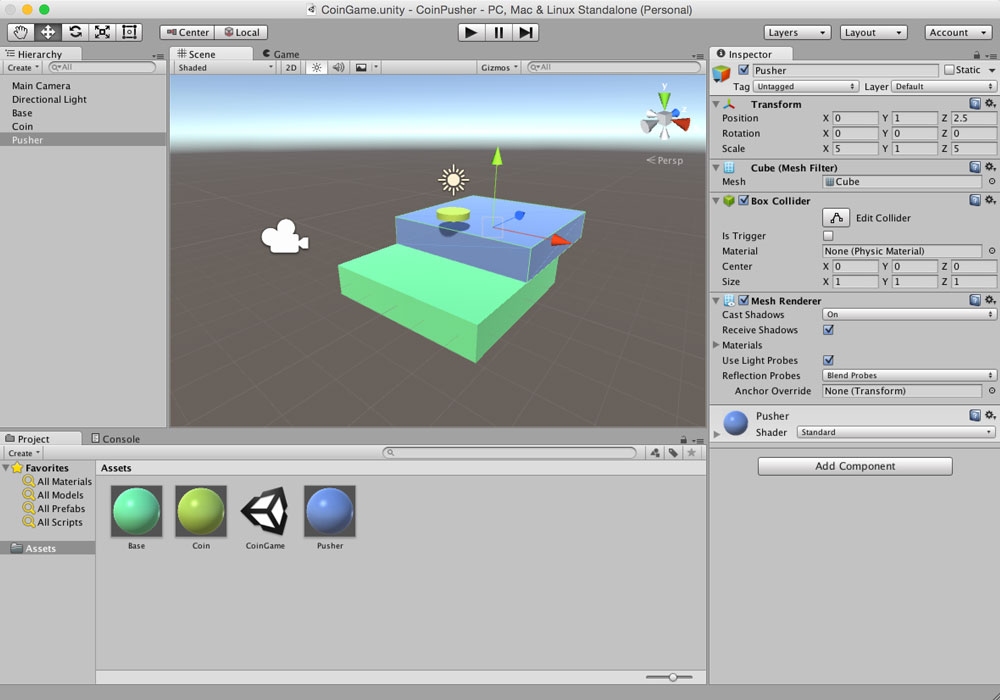 CoinGame.unity - CoinPusher - PC, Mac & Linux Standalone (Personal)
Center Local
Layers Layout Account
Hierarchy
Create All
Main Camera
Directional Light
Base
Coin
Pusher
Scene Game
Shaded 2D Gizmos All
y
Persp
Inspector
Pusher Static
Tag Untagged Layer Default
Transform
Position X 0 Y 1 Z 2.5
Rotation X 0 Y 0 Z 0
Scale X 5 Y 1 Z 5
Cube (Mesh Filter)
Mesh Cube
Box Collider
Edit Collider
Is Trigger
Material None (Physic Material)
Center X 0 Y 0 Z 0
Size X 1 Y 1 Z 1
Mesh Renderer
Cast Shadows On
Receive Shadows
Materials
Use Light Probes
Reflection Probes Blend Probes
Anchor Override None (Transform)
Pusher
Shader Standard
Add Component
Project Console
Create
Favorites
All Materials
All Models
All Prefabs
All Scripts
Assets
Assets
Base Coin CoinGame Pusher